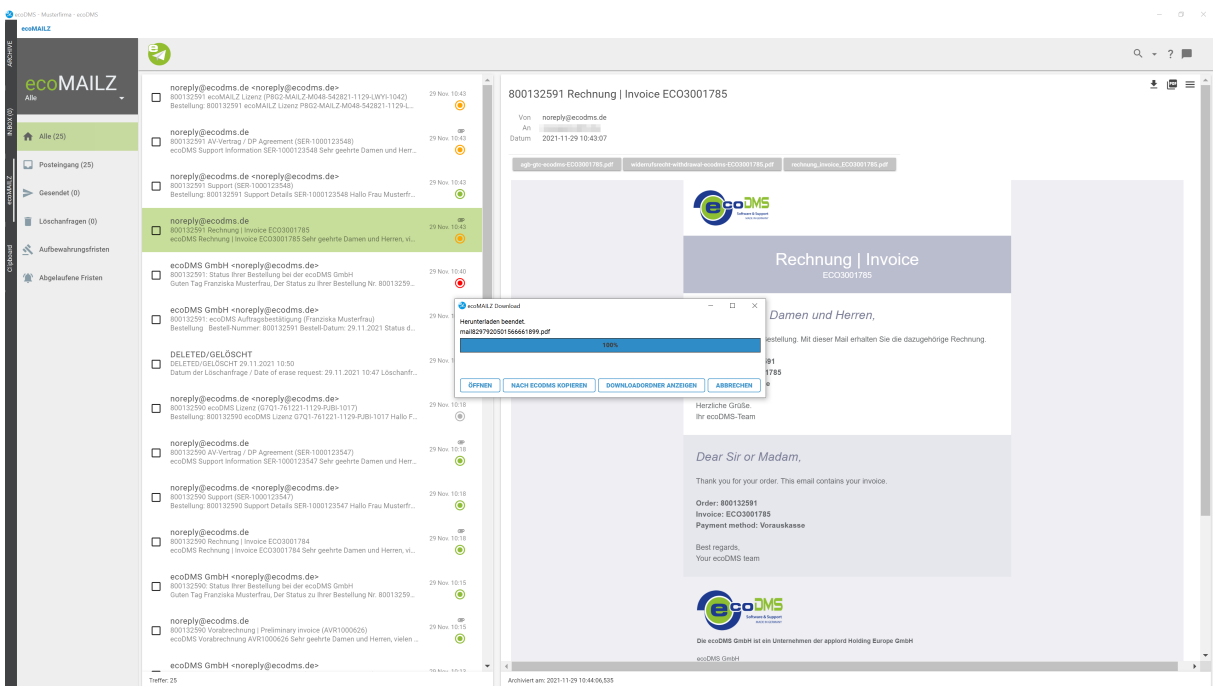 ecoDMS - Musterfirma - ecoDMS
ecoMAILZ
ARCHIVE
INBOX (0)
ecoMAILZ
Clipboard
ecoMAILZ
Alle
Alle (25)
Posteingang (25)
Gesendet (0)
Löschanfragen (0)
Aufbewahrungsfristen
Abgelaufene Fristen
noreply@ecodms.de <noreply@ecodms.de>
800132591 ecoMAILZ Lizenz (P8G2-MAILZ-M048-542821-1129-LWYI-1042)
29 Nov. 10:43
Bestellung: 800132591 ecoMAILZ Lizenz P8G2-MAILZ-M048-542821-1129-L...
noreply@ecodms.de
800132591 AV-Vertrag / DP Agreement (SER-1000123548)
29 Nov. 10:43
ecoDMS Support Information SER-1000123548 Sehr geehrte Damen und Herr...
noreply@ecodms.de <noreply@ecodms.de>
800132591 Support (SER-1000123548)
29 Nov. 10:43
Bestellung: 800132591 Support Details SER-1000123548 Hallo Frau Musterfr...
noreply@ecodms.de
800132591 Rechnung | Invoice ECO3001785
29 Nov. 10:43
ecoDMS Rechnung | Invoice ECO3001785 Sehr geehrte Damen und Herren, vi...
ecoDMS GmbH <noreply@ecodms.de>
800132591: Status Ihrer Bestellung bei der ecoDMS GmbH
29 Nov. 10:40
Guten Tag Franziska Musterfrau, Der Status zu Ihrer Bestellung Nr. 80013259...
ecoDMS GmbH <noreply@ecodms.de>
800132591: ecoDMS Auftragsbestätigung (Franziska Musterfrau)
29 Nov. 1
Bestellung Bestell-Nummer: 800132591 Bestell-Datum: 29.11.2021 Status d...
DELETED/GELÖSCHT
DELETED/GELÖSCHT 29.11.2021 10:50
29 Nov. 1
Datum der Löschanfrage / Date of erase request: 29.11.2021 10:47 Löschanfr...
noreply@ecodms.de <noreply@ecodms.de>
800132590 ecoDMS Lizenz (G7Q1-761221-1129-PJBI-1017)
29 Nov. 10:18
Bestellung: 800132590 ecoDMS Lizenz G7Q1-761221-1129-PJBI-1017 Hallo F...
noreply@ecodms.de
800132590 AV-Vertrag / DP Agreement (SER-1000123547)
29 Nov. 10:18
ecoDMS Support Information SER-1000123547 Sehr geehrte Damen und Herr...
noreply@ecodms.de <noreply@ecodms.de>
800132590 Support (SER-1000123547)
29 Nov. 10:18
Bestellung: 800132590 Support Details SER-1000123547 Hallo Frau Musterfr...
noreply@ecodms.de
800132590 Rechnung | Invoice ECO3001784
29 Nov. 10:18
ecoDMS Rechnung | Invoice ECO3001784 Sehr geehrte Damen und Herren, vi...
ecoDMS GmbH <noreply@ecodms.de>
800132590: Status Ihrer Bestellung bei der ecoDMS GmbH
29 Nov. 10:15
Guten Tag Franziska Musterfrau, Der Status zu Ihrer Bestellung Nr. 80013259...
noreply@ecodms.de
800132590 Vorabrechnung | Preliminary invoice (AVR1000626)
29 Nov. 10:15
ecoDMS Vorabrechnung AVR1000626 Sehr geehrte Damen und Herren, vielen ...
ecoDMS GmbH <noreply@ecodms.de>
Treffer: 25
800132591 Rechnung | Invoice ECO3001785
Von noreply@ecodms.de
An
Datum 2021-11-29 10:43:07
agb-gtc-ecodms-ECO3001785.pdf
widerrufsrecht-withdrawal-ecodms-ECO3001785.pdf
rechnung_invoice_ECO3001785.pdf
ecoDMS
Software & Support
Rechnung | Invoice
ECO3001785
Damen und Herren,
estellung. Mit dieser Mail erhalten Sie die dazugehörige Rechnung.
91
1785
e
Herzliche Grüße.
Ihr ecoDMS-Team
ecoMAILZ Download
Herunterladen beendet.
mail8297920501566661899.pdf
100%
ÖFFNEN
NACH ECODMS KOPIEREN
DOWNLOADORDNER ANZEIGEN
ABBRECHEN
Dear Sir or Madam,
Thank you for your order. This email contains your invoice.
Order: 800132591
Invoice: ECO3001785
Payment method: Vorauskasse
Best regards,
Your ecoDMS team
ecoDMS
Software & Support
Die ecoDMS GmbH ist ein Unternehmen der applord Holding Europe GmbH
ecoDMS GmbH
Archiviert am: 2021-11-29 10:44:06,535